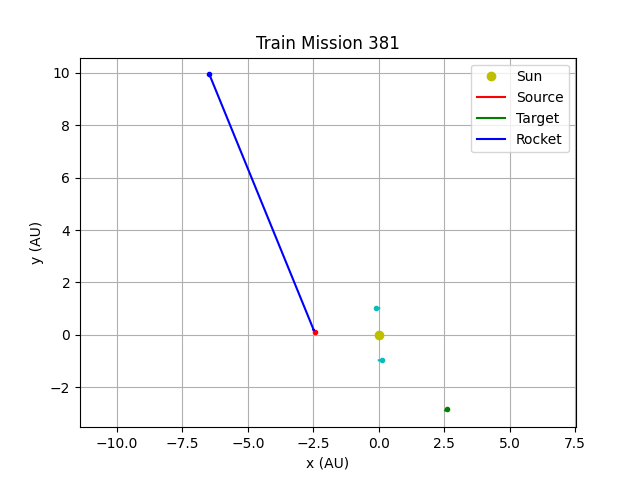 Train Mission 381
Sun
Source
Target
Rocket
10
8
6
4
2
0
−2
y (AU)
−10.0 −7.5 −5.0 −2.5 0.0 2.5 5.0 7.5
x (AU)